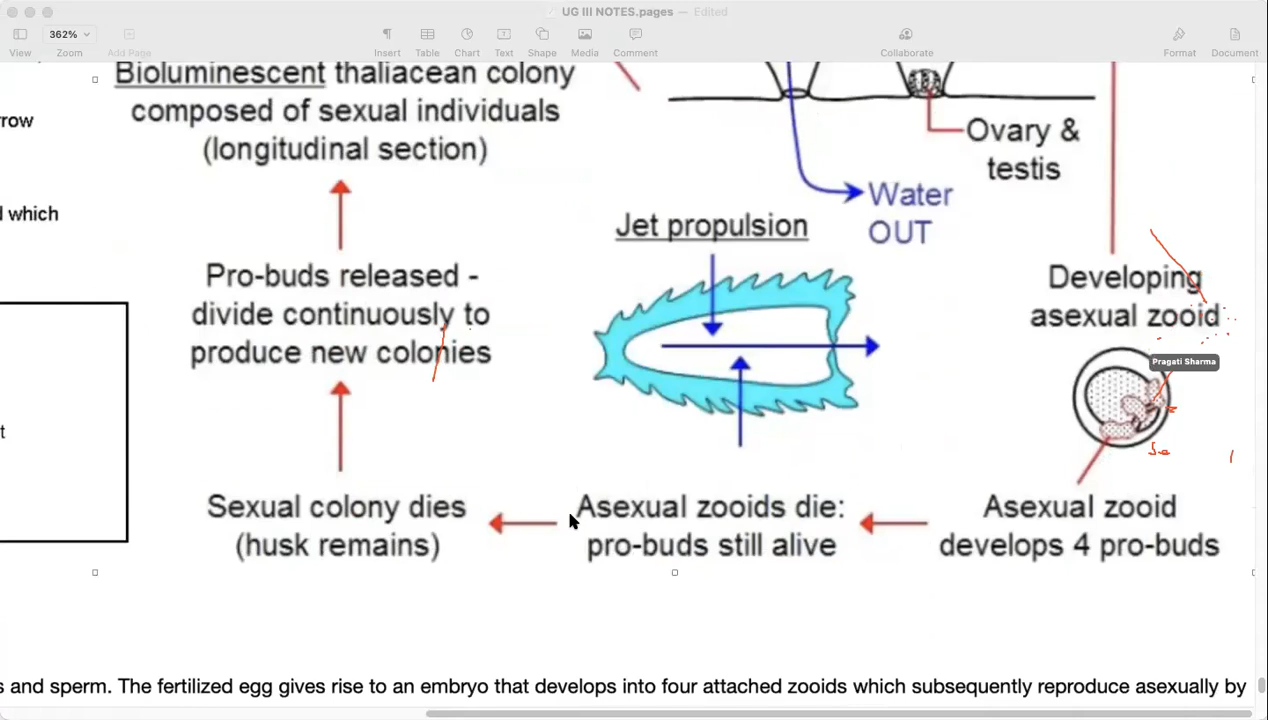 UG III NOTES.pages — Edited
362%
View Zoom Add Page Insert Table Chart Text Shape Media Comment Collaborate Format Document
Bioluminescent thaliacean colony
composed of sexual individuals
(longitudinal section)
rrow
Ovary &
testis
which
Water
OUT
Jet propulsion
Pro-buds released -
divide continuously to
produce new colonies
Developing
asexual zooid
Pragati Sharma
t
Sexual colony dies
(husk remains)
Asexual zooids die:
pro-buds still alive
Asexual zooid
develops 4 pro-buds
s and sperm. The fertilized egg gives rise to an embryo that develops into four attached zooids which subsequently reproduce asexually by